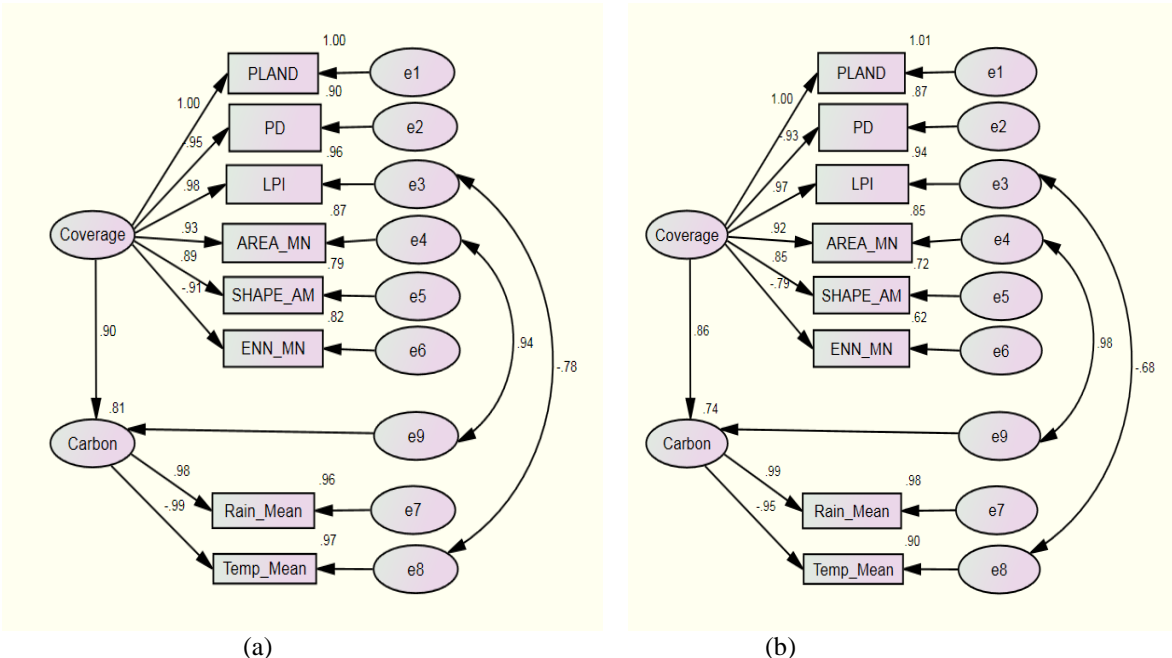 1.00
PLAND
e1
.90
1.00
PD
e2
-.95
.96
LPI
e3
.98
.87
Coverage
.93
AREA_MN
e4
.89
.79
SHAPE_AM
e5
-.91
.82
ENN_MN
e6
.90
.94
-.78
.81
Carbon
e9
.98
.96
Rain_Mean
e7
-.99
.97
Temp_Mean
e8
(a)
1.01
PLAND
e1
.87
1.00
PD
e2
-.93
.94
LPI
e3
.97
.85
Coverage
.92
AREA_MN
e4
.85
.72
SHAPE_AM
e5
-.79
.62
ENN_MN
e6
.86
.98
-.68
.74
Carbon
e9
.99
.98
Rain_Mean
e7
-.95
.90
Temp_Mean
e8
(b)